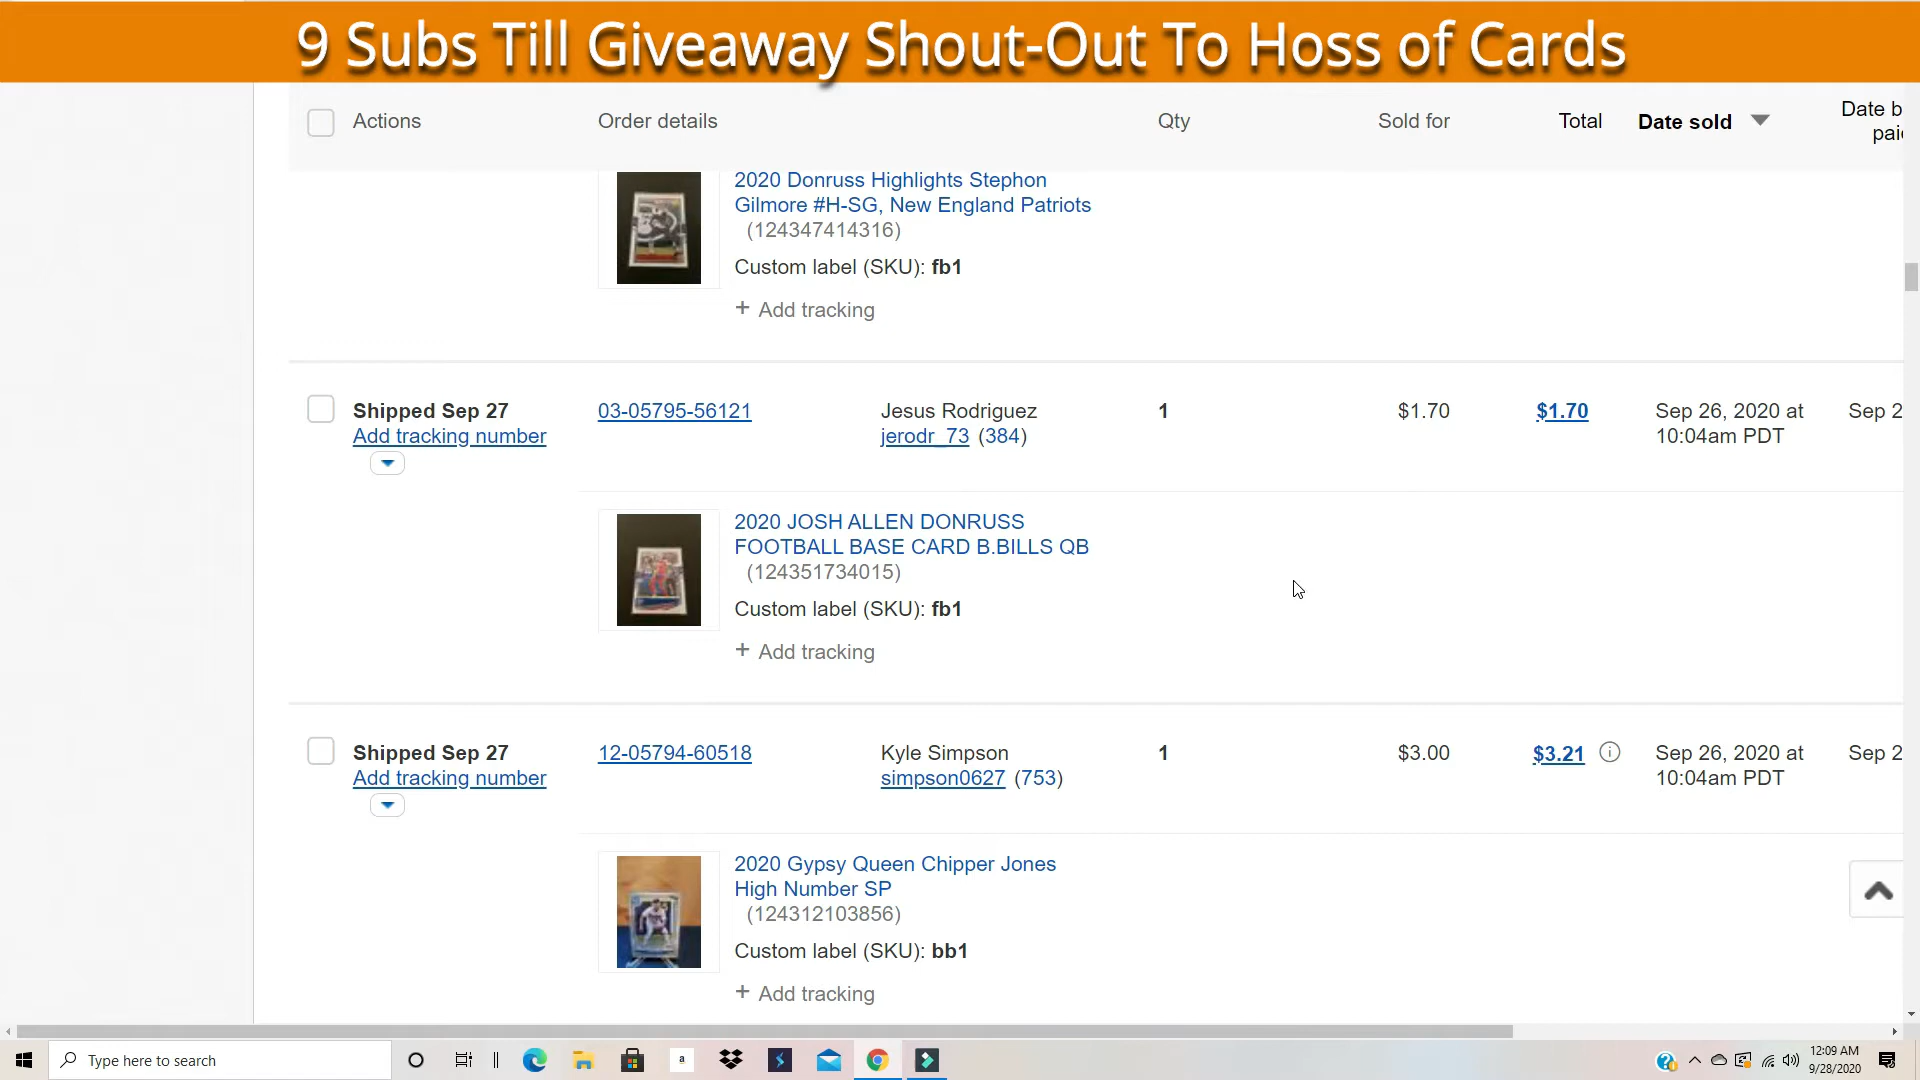 9 Subs Till Giveaway Shout-Out To Hoss of Cards
Actions Order details Qty Sold for Total Date sold Date b
paid
2020 Donruss Highlights Stephon
Gilmore #H-SG, New England Patriots
(124347414316)
Custom label (SKU): fb1
+ Add tracking
Shipped Sep 27 03-05795-56121 Jesus Rodriguez 1 $1.70 $1.70 Sep 26, 2020 at Sep 2
Add tracking number jerodr_73 (384) 10:04am PDT
2020 JOSH ALLEN DONRUSS
FOOTBALL BASE CARD B.BILLS QB
(124351734015)
Custom label (SKU): fb1
+ Add tracking
Shipped Sep 27 12-05794-60518 Kyle Simpson 1 $3.00 $3.21 Sep 26, 2020 at Sep 2
Add tracking number simpson0627 (753) 10:04am PDT
2020 Gypsy Queen Chipper Jones
High Number SP
(124312103856)
Custom label (SKU): bb1
+ Add tracking
Type here to search
12:09 AM
9/28/2020